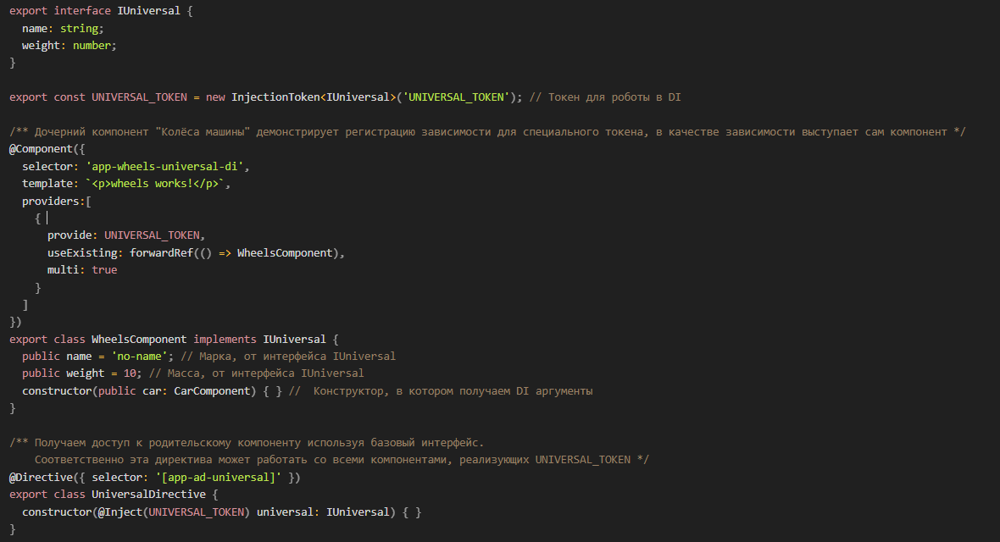 export interface IUniversal {
name: string;
weight: number;
}
export const UNIVERSAL_TOKEN = new InjectionToken<IUniversal>('UNIVERSAL_TOKEN'); // Токен для роботы в DI
/** Дочерний компонент "Колёса машины" демонстрирует регистрацию зависимости для специального токена, в качестве зависимости выступает сам компонент */
@Component({
selector: 'app-wheels-universal-di',
template: `<p>wheels works!</p>`,
providers:[
{
provide: UNIVERSAL_TOKEN,
useExisting: forwardRef(() => WheelsComponent),
multi: true
}
]
})
export class WheelsComponent implements IUniversal {
public name = 'no-name'; // Марка, от интерфейса IUniversal
public weight = 10; // Масса, от интерфейса IUniversal
constructor(public car: CarComponent) { } //  Конструктор, в котором получаем DI аргументы
}
/** Получаем доступ к родительскому компоненту используя базовый интерфейс.
Соответственно эта директива может работать со всеми компонентами, реализующих UNIVERSAL_TOKEN */
@Directive({ selector: '[app-ad-universal]' })
export class UniversalDirective {
constructor(@Inject(UNIVERSAL_TOKEN) universal: IUniversal) { }
}